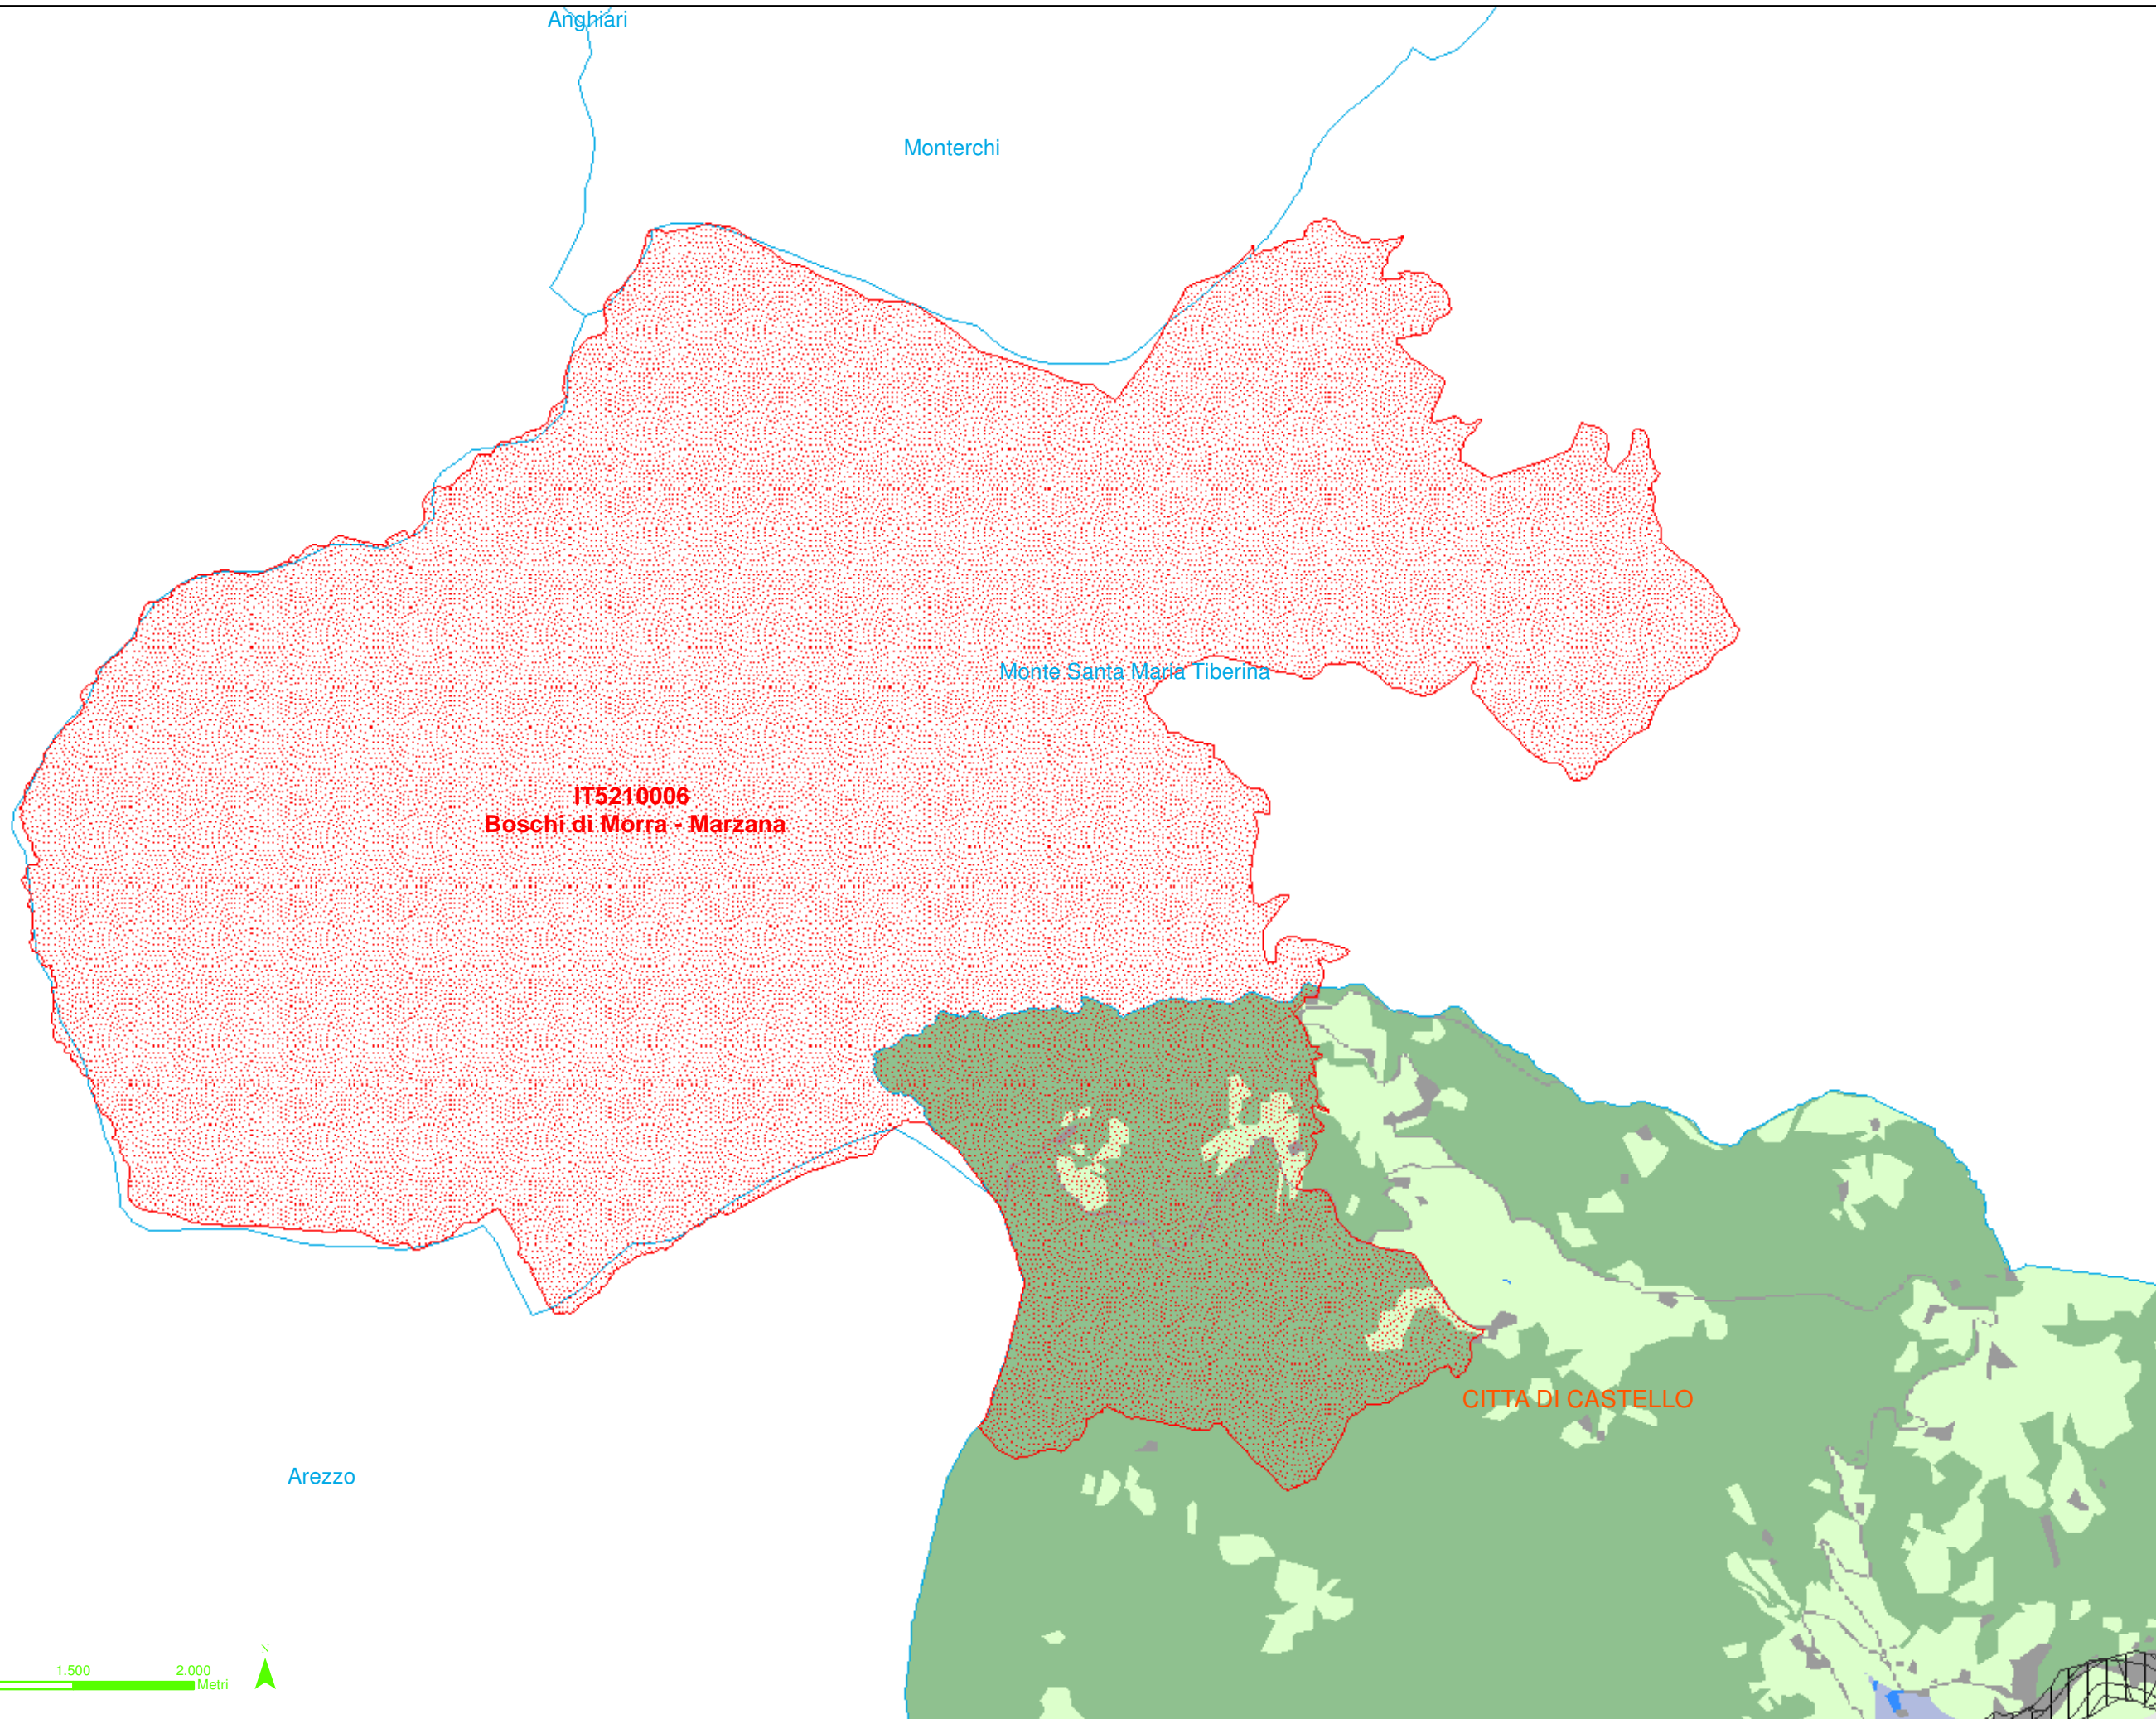 Anghiari
Monterchi
Monte Santa Maria Tiberina
IT5210006
Boschi di Morra - Marzana
CITTA DI CASTELLO
Arezzo
N
1.500 2.000
Metri